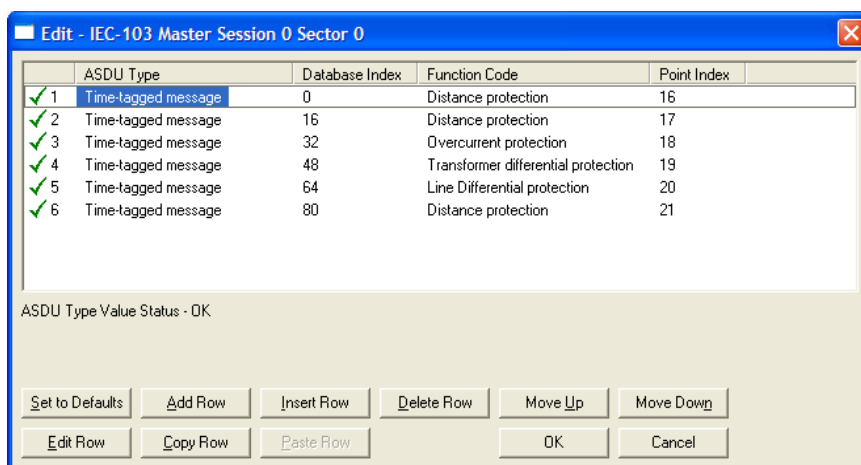 Edit - IEC-103 Master Session 0 Sector 0
ASDU Type Database Index Function Code Point Index
1 Time-tagged message 0 Distance protection 16
2 Time-tagged message 16 Distance protection 17
3 Time-tagged message 32 Overcurrent protection 18
4 Time-tagged message 48 Transformer differential protection 19
5 Time-tagged message 64 Line Differential protection 20
6 Time-tagged message 80 Distance protection 21
ASDU Type Value Status - OK
Set to Defaults Add Row Insert Row Delete Row Move Up Move Down
Edit Row Copy Row Paste Row OK Cancel